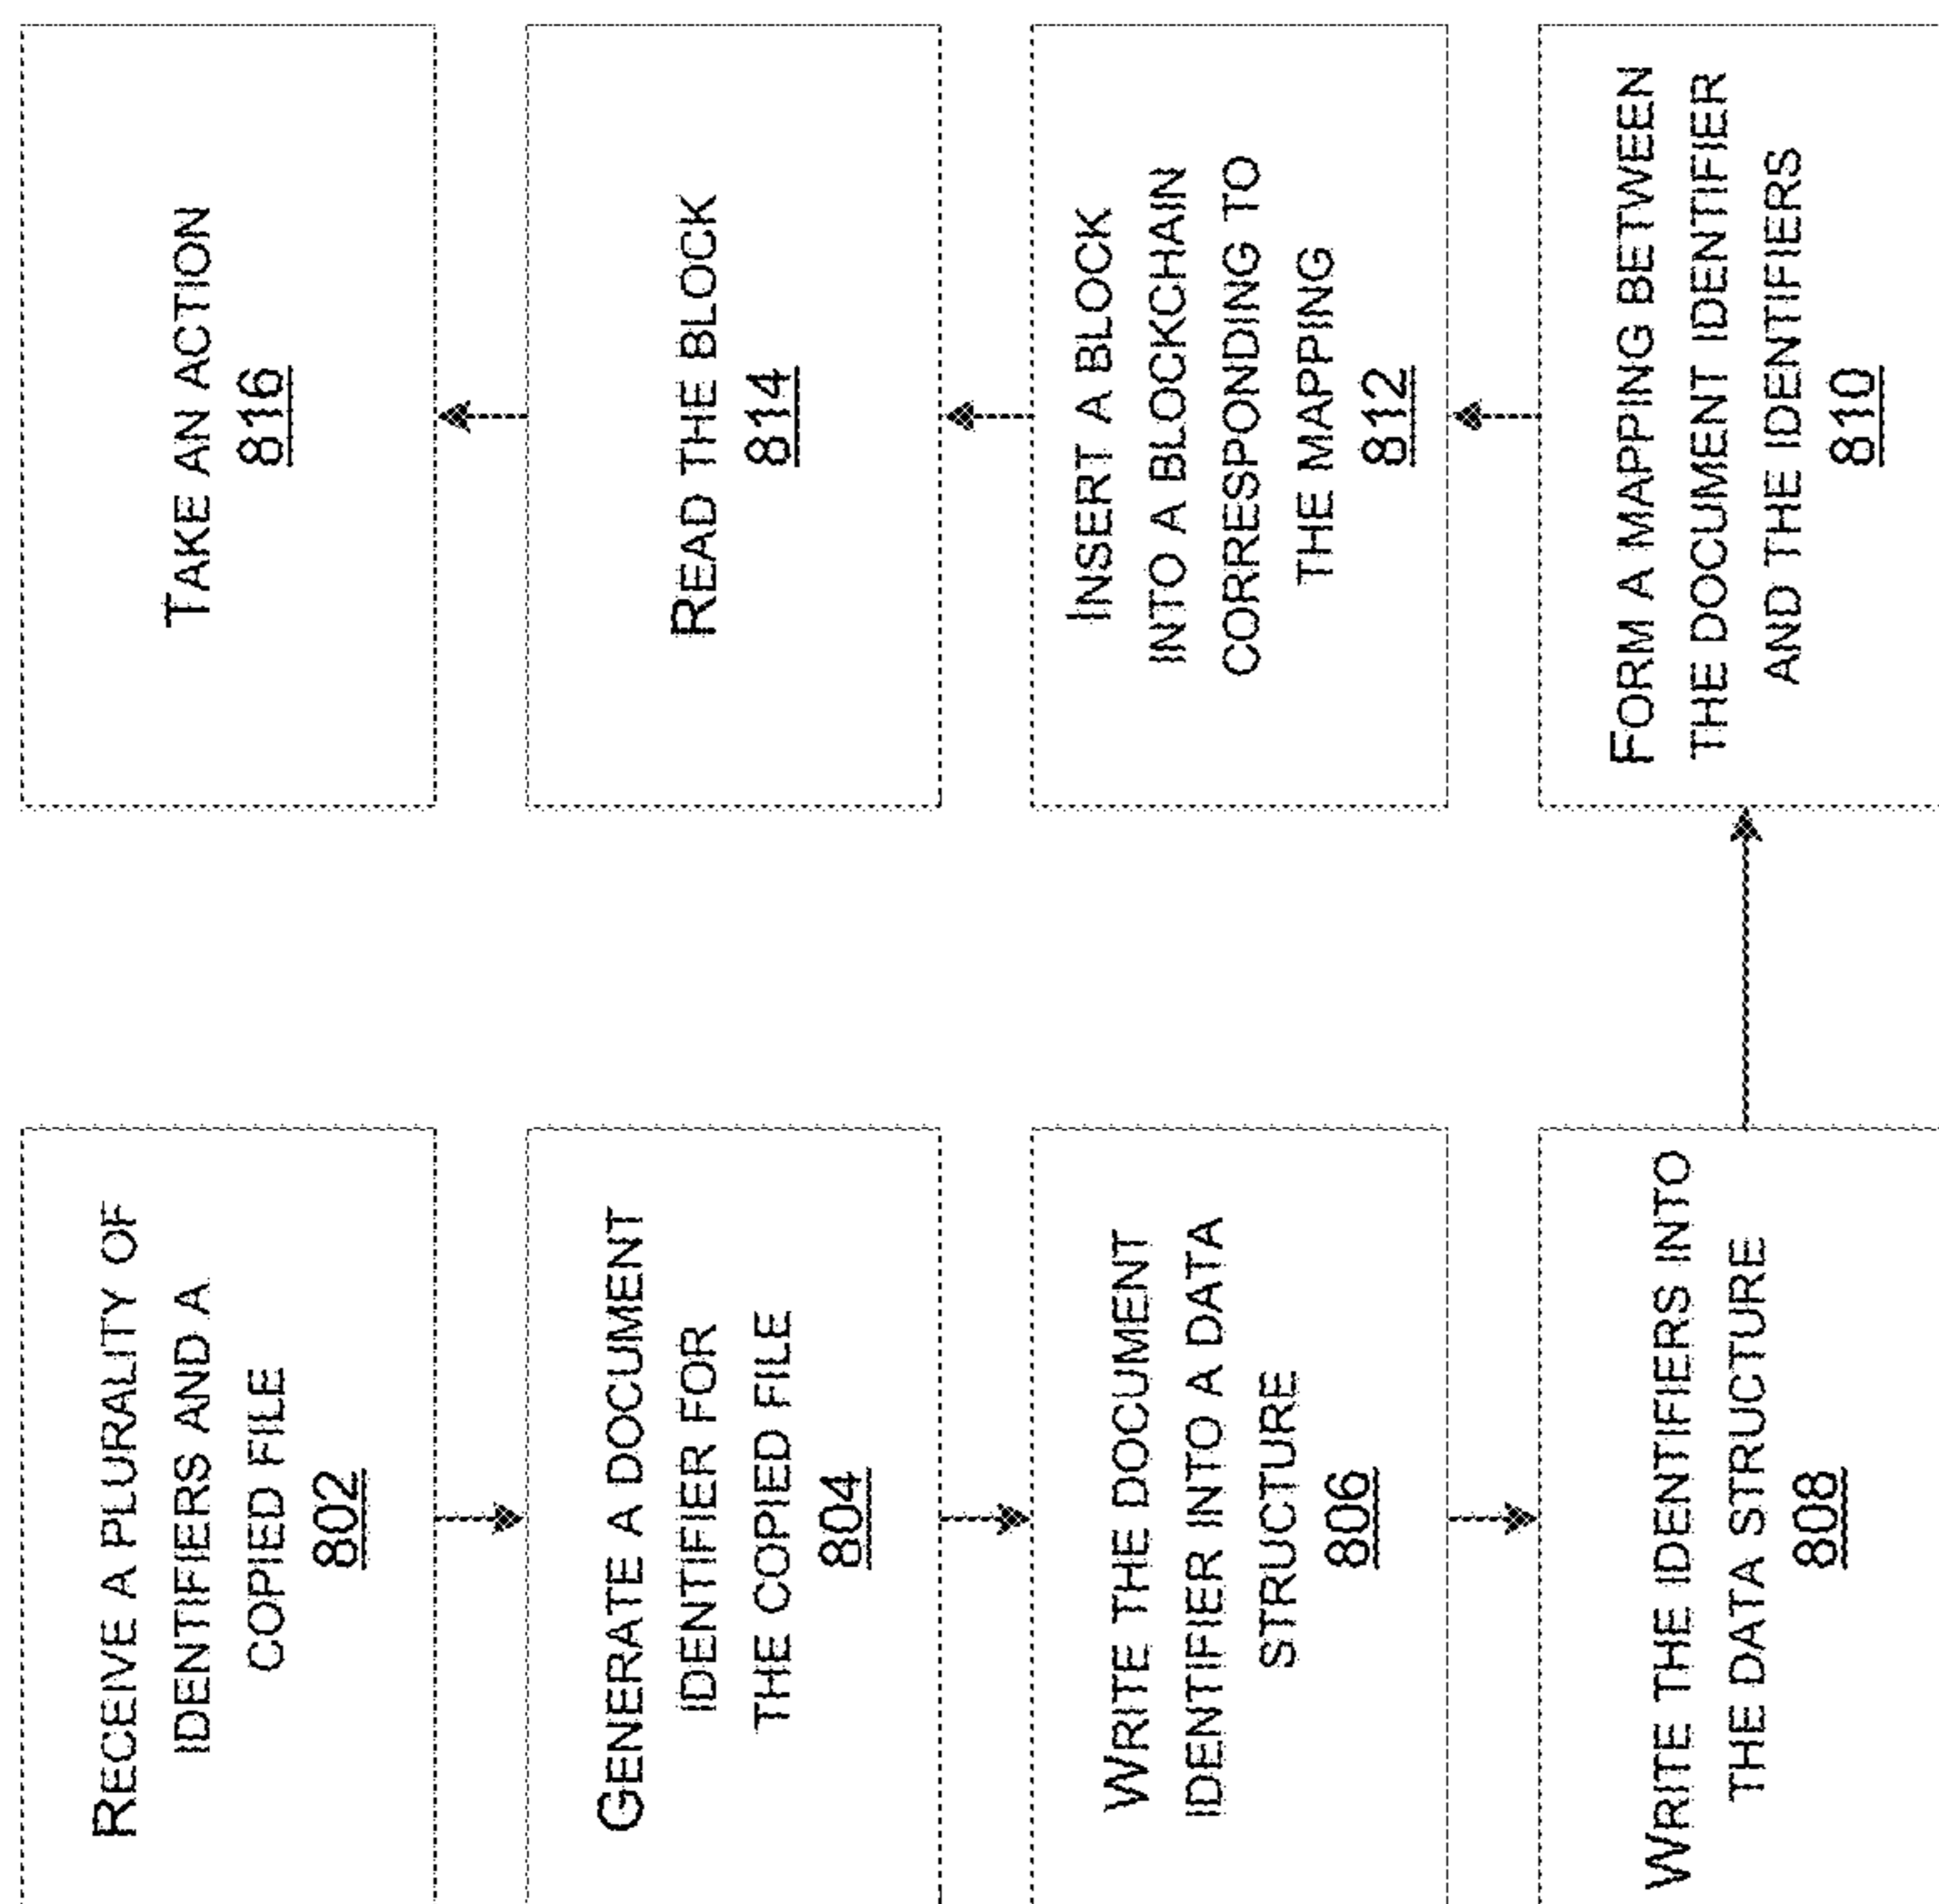 RECEIVE A PLURALITY OF
IDENTIFIERS AND A
COPIED FILE
802
GENERATE A DOCUMENT
IDENTIFIER FOR
THE COPIED FILE
804
WRITE THE DOCUMENT
IDENTIFIER INTO A DATA
STRUCTURE
806
WRITE THE IDENTIFIERS INTO
THE DATA STRUCTURE
808
FORM A MAPPING BETWEEN
THE DOCUMENT IDENTIFIER
AND THE IDENTIFIERS
810
INSERT A BLOCK
INTO A BLOCKCHAIN
CORRESPONDING TO
THE MAPPING
812
READ THE BLOCK
814
TAKE AN ACTION
816